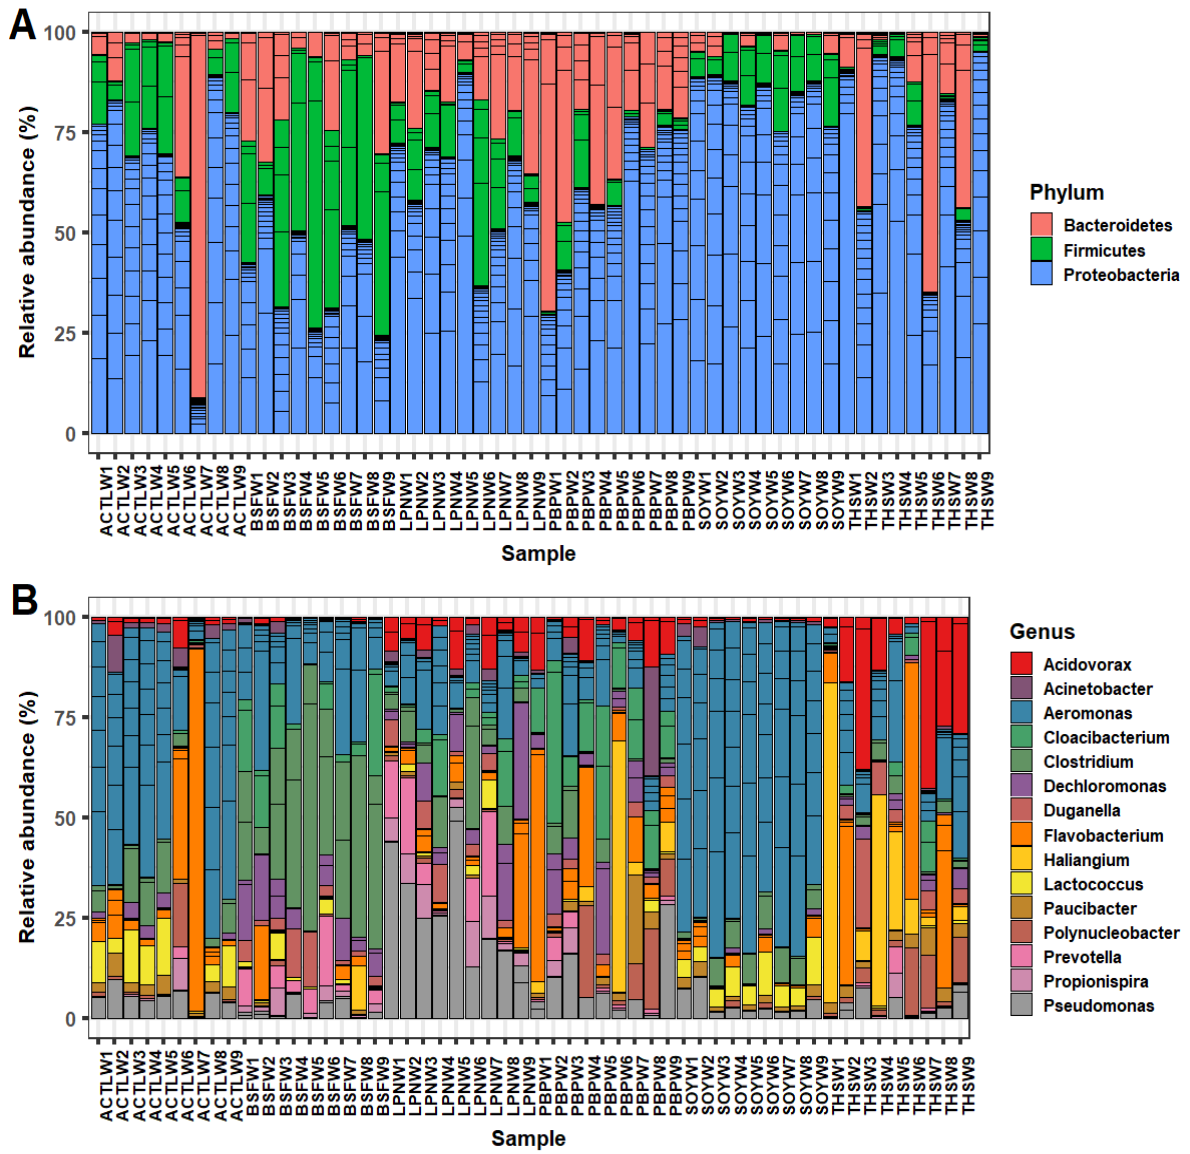 A
100
75
50
25
0
Relative abundance (%)
ACTLW1
ACTLW2
ACTLW3
ACTLW4
ACTLW5
ACTLW6
ACTLW7
ACTLW8
ACTLW9
BSFW1
BSFW2
BSFW3
BSFW4
BSFW5
BSFW6
BSFW7
BSFW8
BSFW9
LPNW1
LPNW2
LPNW3
LPNW4
LPNW5
LPNW6
LPNW7
LPNW8
LPNW9
PBPW1
PBPW2
PBPW3
PBPW4
PBPW5
PBPW6
PBPW7
PBPW8
PBPW9
SOYW1
SOYW2
SOYW3
SOYW4
SOYW5
SOYW6
SOYW7
SOYW8
SOYW9
THSW1
THSW2
THSW3
THSW4
THSW5
THSW6
THSW7
THSW8
THSW9
Sample
Phylum
Bacteroidetes
Firmicutes
Proteobacteria
B
100
75
50
25
0
Relative abundance (%)
ACTLW1
ACTLW2
ACTLW3
ACTLW4
ACTLW5
ACTLW6
ACTLW7
ACTLW8
ACTLW9
BSFW1
BSFW2
BSFW3
BSFW4
BSFW5
BSFW6
BSFW7
BSFW8
BSFW9
LPNW1
LPNW2
LPNW3
LPNW4
LPNW5
LPNW6
LPNW7
LPNW8
LPNW9
PBPW1
PBPW2
PBPW3
PBPW4
PBPW5
PBPW6
PBPW7
PBPW8
PBPW9
SOYW1
SOYW2
SOYW3
SOYW4
SOYW5
SOYW6
SOYW7
SOYW8
SOYW9
THSW1
THSW2
THSW3
THSW4
THSW5
THSW6
THSW7
THSW8
THSW9
Sample
Genus
Acidovorax
Acinetobacter
Aeromonas
Cloacibacterium
Clostridium
Dechloromonas
Duganella
Flavobacterium
Haliangium
Lactococcus
Paucibacter
Polynucleobacter
Prevotella
Propionispira
Pseudomonas